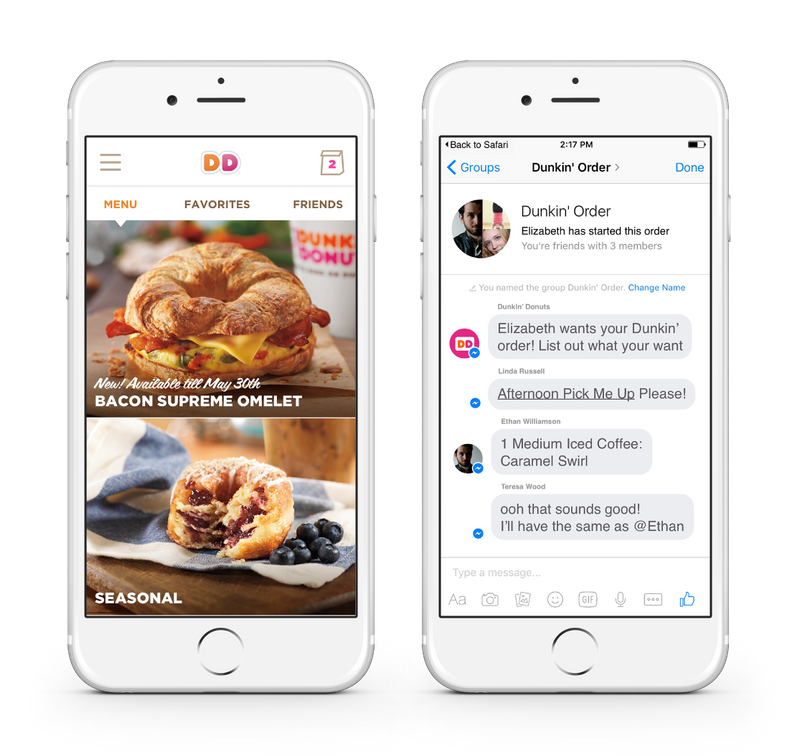 DD
2
MENU
FAVORITES
FRIENDS
DUNKIN'
DONUTS
New! Available till May 30th
BACON SUPREME OMELET
SEASONAL
Back to Safari
2:17 PM
Groups
Dunkin' Order
Done
Dunkin' Order
Elizabeth has started this order
You're friends with 3 members
You named the group Dunkin' Order. Change Name
Dunkin' Donuts
DD
Elizabeth wants your Dunkin'
order! List out what your want
Linda Russell
Afternoon Pick Me Up Please!
Ethan Williamson
1 Medium Iced Coffee:
Caramel Swirl
Teresa Wood
ooh that sounds good!
I'll have the same as @Ethan
Type a message...
Aa
GIF